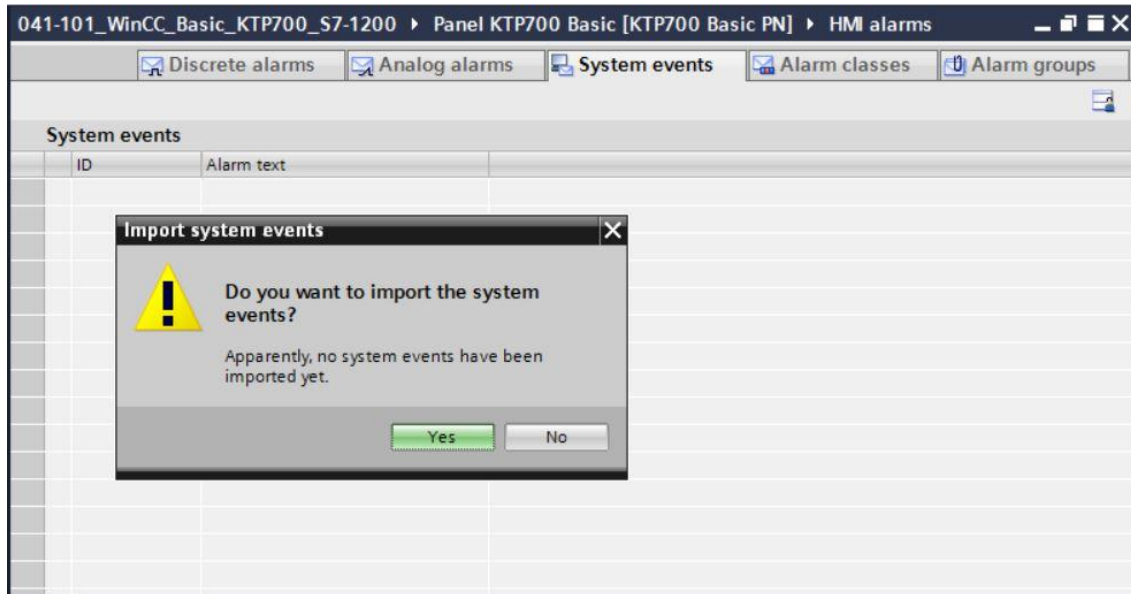 041-101_WinCC_Basic_KTP700_S7-1200 ▸ Panel KTP700 Basic [KTP700 Basic PN] ▸ HMI alarms
Discrete alarms Analog alarms System events Alarm classes Alarm groups
System events
ID Alarm text
Import system events
Do you want to import the system
events?
Apparently, no system events have been
imported yet.
Yes No